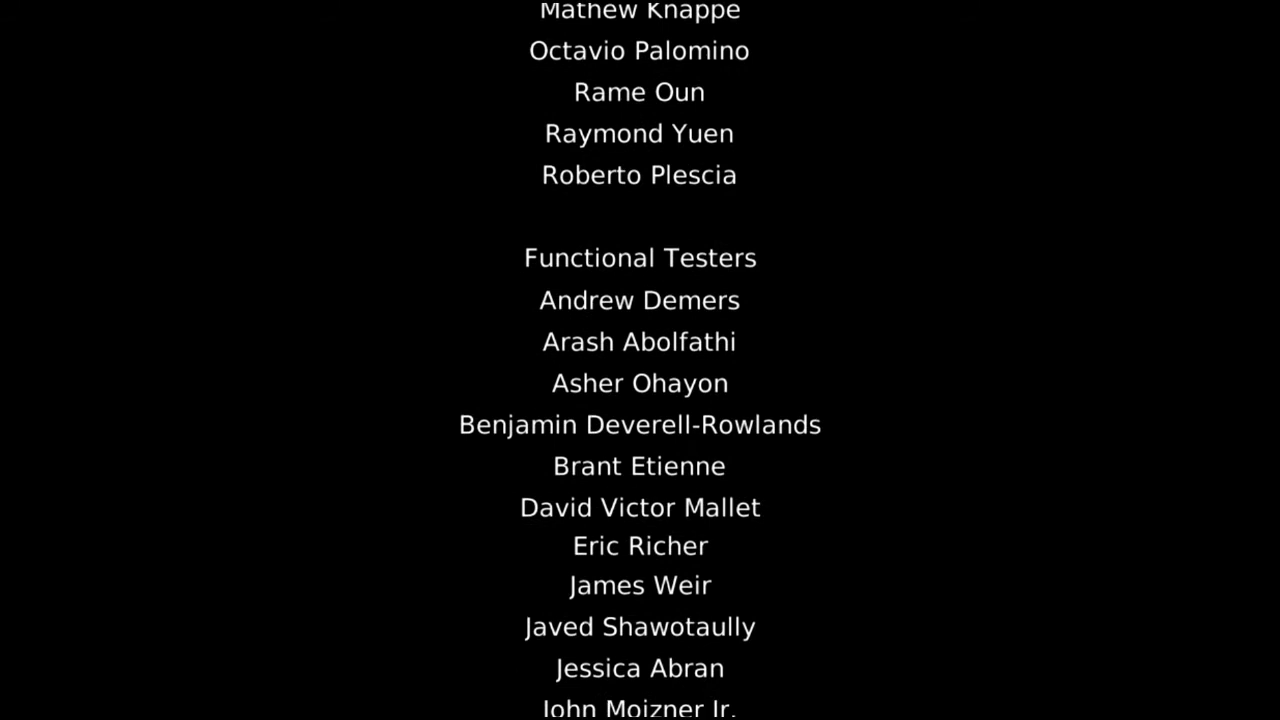 Mathew Knappe
Octavio Palomino
Rame Oun
Raymond Yuen
Roberto Plescia
Functional Testers
Andrew Demers
Arash Abolfathi
Asher Ohayon
Benjamin Deverell-Rowlands
Brant Etienne
David Victor Mallet
Eric Richer
James Weir
Javed Shawotaully
Jessica Abran
John Moizner Jr.